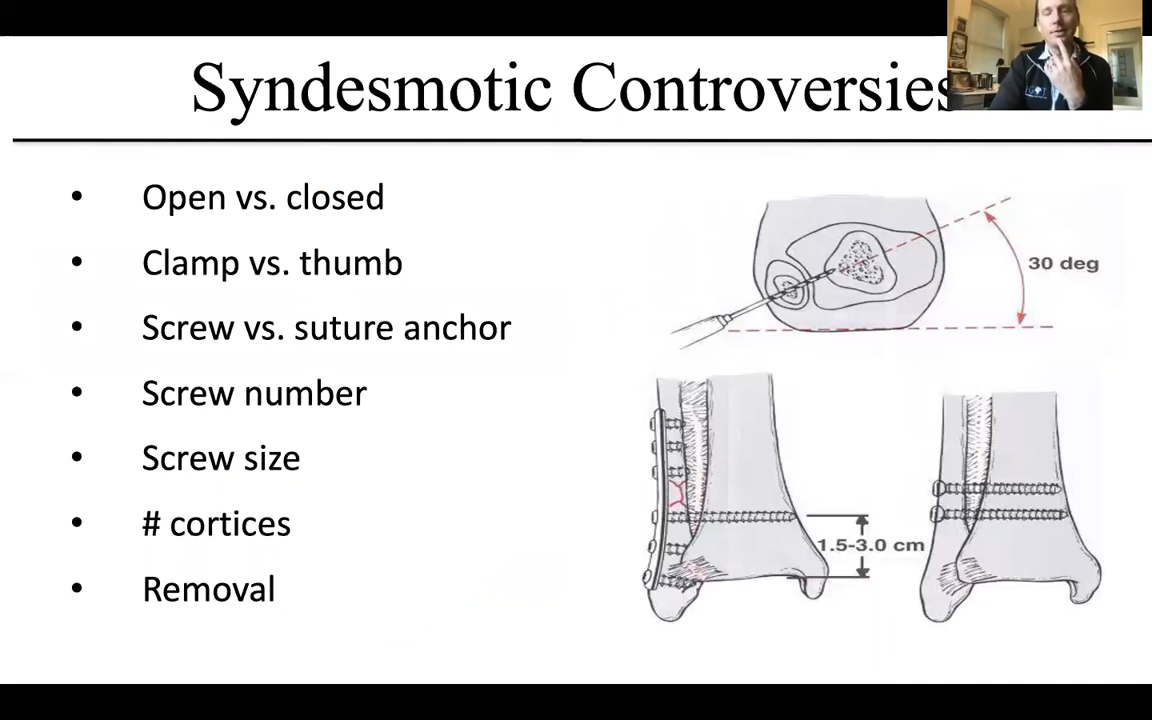 Syndesmotic Controversies
• Open vs. closed
• Clamp vs. thumb
• Screw vs. suture anchor
• Screw number
• Screw size
• # cortices
• Removal
30 deg
1.5-3.0 cm